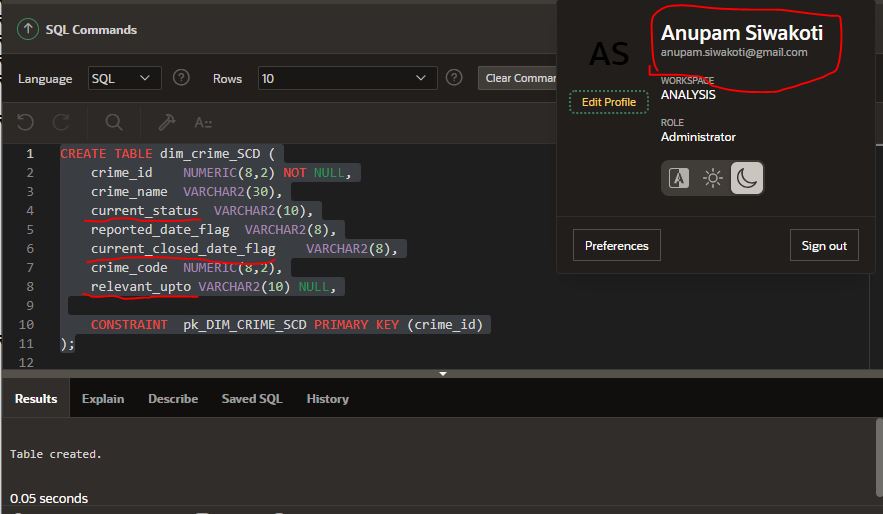 SQL Commands
Language SQL Rows 10 Clear Comman
A::
1 CREATE TABLE dim_crime_SCD (
2 crime_id NUMERIC(8,2) NOT NULL,
3 crime_name VARCHAR2(30),
4 current_status VARCHAR2(10),
5 reported_date_flag VARCHAR2(8),
6 current_closed_date_flag VARCHAR2(8),
7 crime_code NUMERIC(8,2),
8 relevant_upto VARCHAR2(10) NULL,
9
10 CONSTRAINT pk_DIM_CRIME_SCD PRIMARY KEY (crime_id)
11 );
12
AS
Anupam Siwakoti
anupam.siwakoti@gmail.com
Edit Profile
WORKSPACE
ANALYSIS
ROLE
Administrator
Preferences Sign out
Results Explain Describe Saved SQL History
Table created.
0.05 seconds